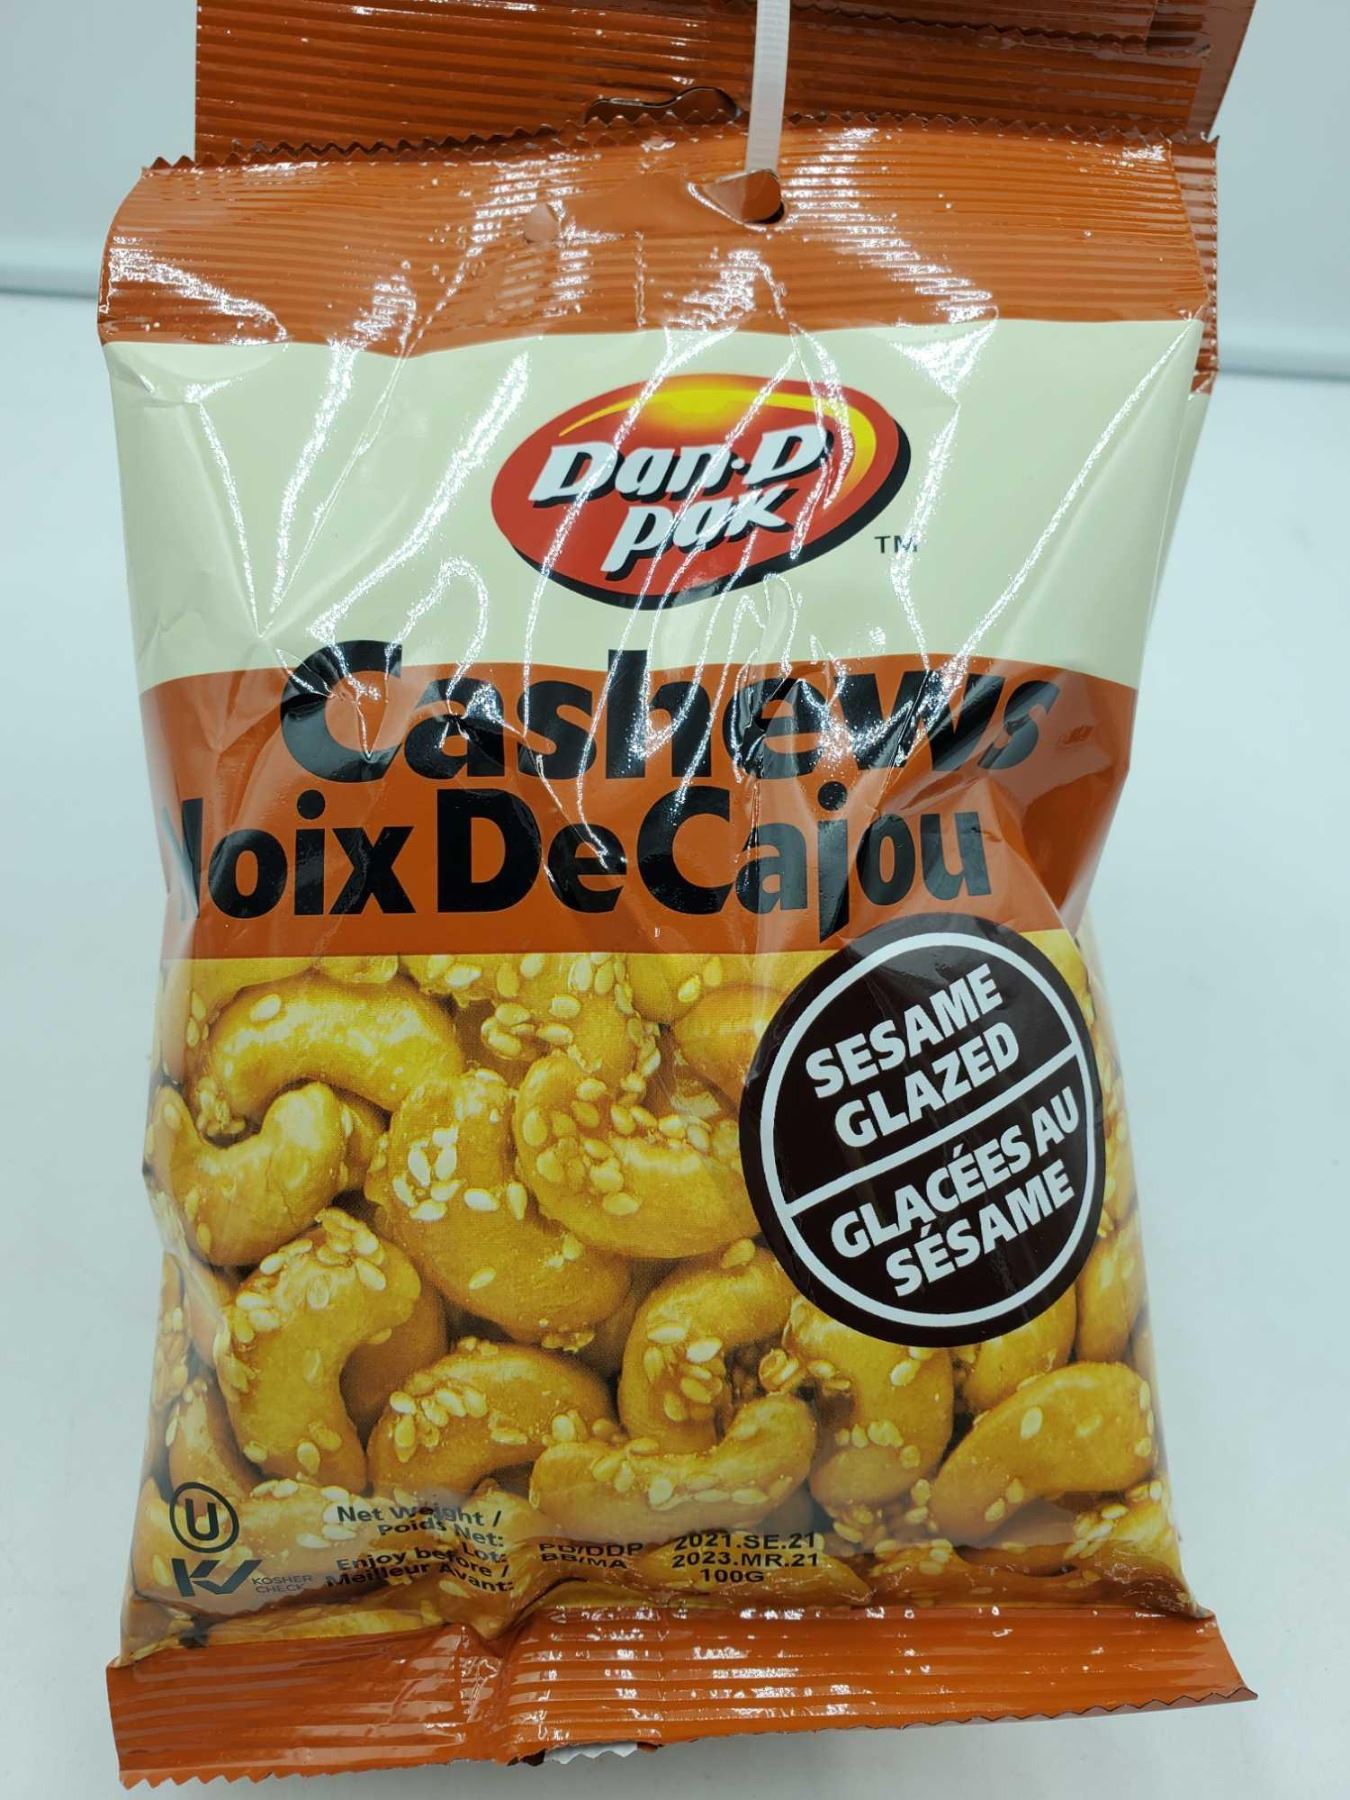 Dan·D
pak
TM
Cashews
Noix De Cajou
SESAME
GLAZED
GLACÉES AU
SÉSAME
U
KV
KOSHER
CHECK
Net Weight /
Poids Net:
Lot:
Enjoy before /
Meilleur Avant:
PD/DDP 2021.SE.21
BB/MA 2023.MR.21
100G